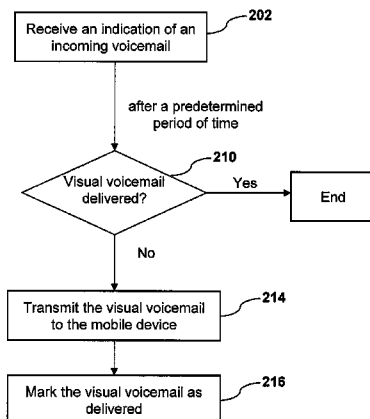 Receive an indication of an
incoming voicemail
202
after a predetermined
period of time
210
Visual voicemail
delivered?
Yes
End
No
Transmit the visual voicemail
to the mobile device
214
Mark the visual voicemail as
delivered
216